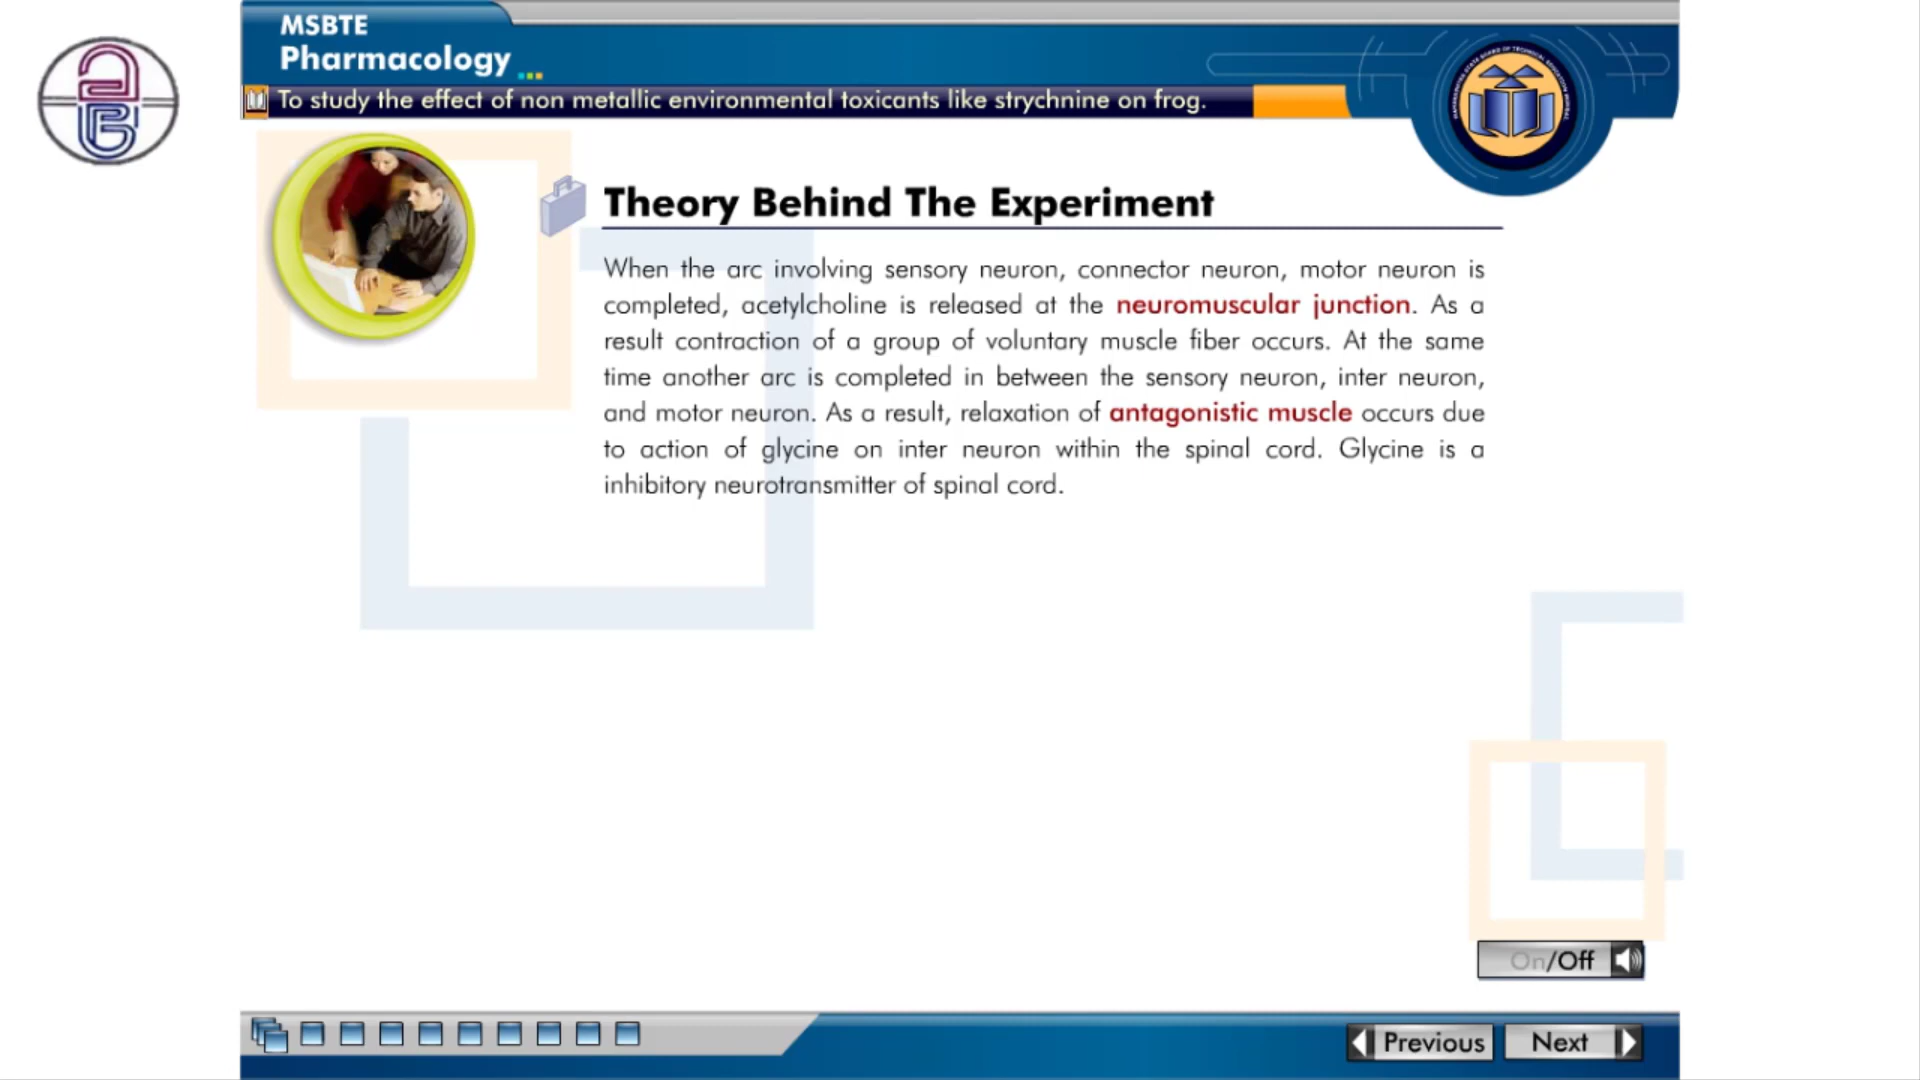 MSBTE
Pharmacology
To study the effect of non metallic environmental toxicants like strychnine on frog.
Theory Behind The Experiment
When the arc involving sensory neuron, connector neuron, motor neuron is
completed, acetylcholine is released at the neuromuscular junction. As a
result contraction of a group of voluntary muscle fiber occurs. At the same
time another arc is completed in between the sensory neuron, inter neuron,
and motor neuron. As a result, relaxation of antagonistic muscle occurs due
to action of glycine on inter neuron within the spinal cord. Glycine is a
inhibitory neurotransmitter of spinal cord.
On/Off
Previous
Next